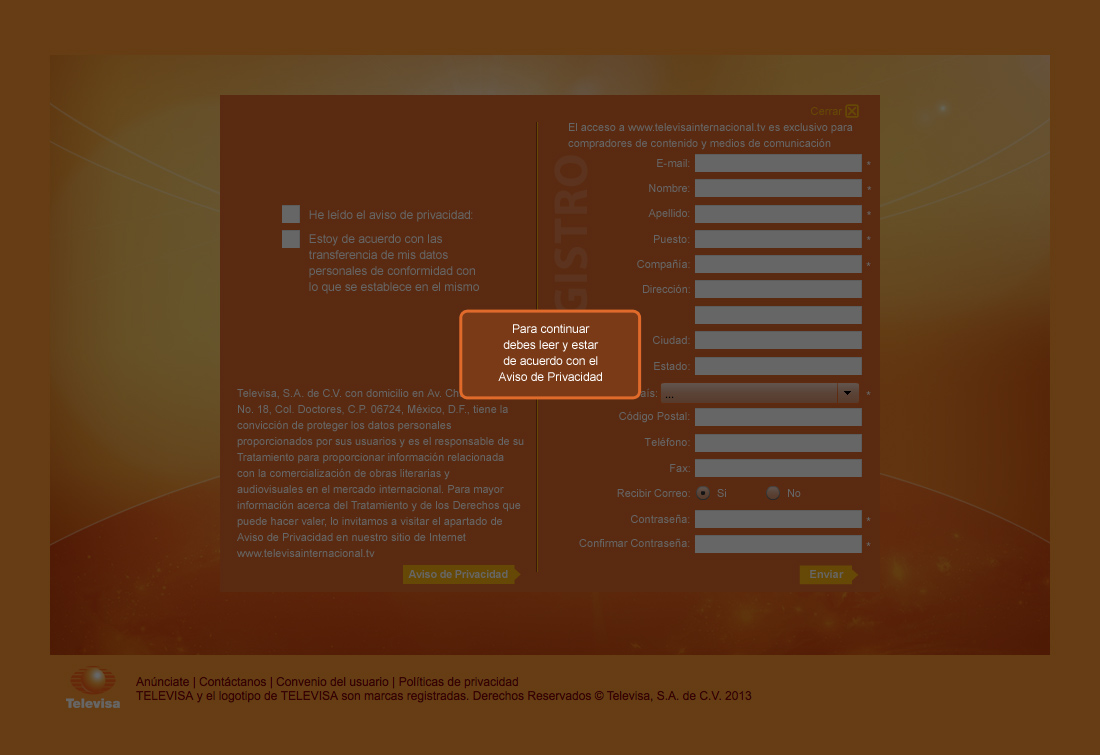 Cerrar
El acceso a www.televisainternacional.tv es exclusivo para
compradores de contenido y medios de comunicación
He leído el aviso de privacidad.
Estoy de acuerdo con las
transferencia de mis datos
personales de conformidad con
lo que se establece en el mismo
Televisa, S.A. de C.V. con domicilio en Av.
No. 18, Col. Doctores, C.P. 06724, México, D.F., tiene la
convicción de proteger los datos personales
proporcionados por sus usuarios y es el responsable de su
Tratamiento para proporcionar información relacionada
con la comercialización de obras literarias y
audiovisuales en el mercado internacional. Para mayor
información acerca del Tratamiento y de los Derechos que
puede hacer valer, lo invitamos a visitar el apartado de
Aviso de Privacidad en nuestro sitio de Internet
www.televisainternacional.tv
Aviso de Privacidad
GISTRO
E-mail: *
Nombre: *
Apellido: *
Puesto: *
Compañía: *
Dirección:
Ciudad:
Estado:
aís: ... *
Código Postal:
Teléfono:
Fax:
Recibir Correo: Si No
Contraseña: *
Confirmar Contraseña: *
Enviar
Para continuar
debes leer y estar
de acuerdo con el
Aviso de Privacidad
Televisa
Anúnciate | Contáctanos | Convenio del usuario | Políticas de privacidad
TELEVISA y el logotipo de TELEVISA son marcas registradas. Derechos Reservados © Televisa, S.A. de C.V. 2013